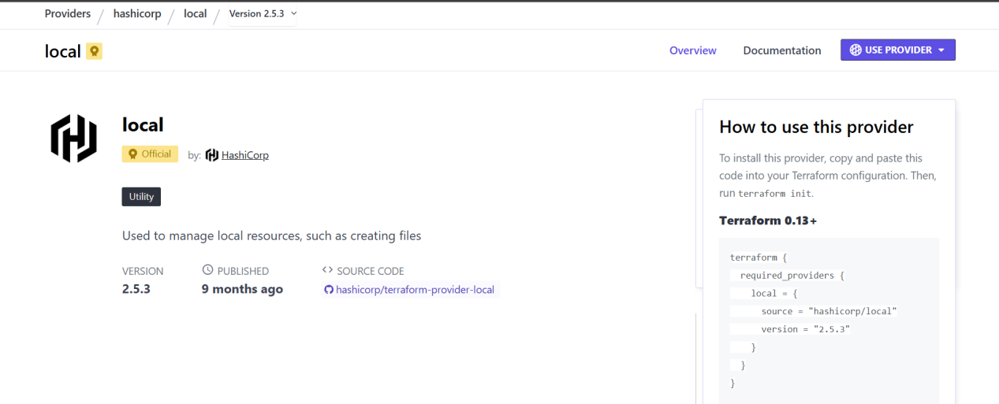 Providers / hashicorp / local / Version 2.5.3
local
Overview
Documentation
USE PROVIDER
local
Official
by: HashiCorp
Utility
Used to manage local resources, such as creating files
VERSION
2.5.3
PUBLISHED
9 months ago
<> SOURCE CODE
hashicorp/terraform-provider-local
How to use this provider
To install this provider, copy and paste this
code into your Terraform configuration. Then,
run terraform init.
Terraform 0.13+
terraform {
  required_providers {
    local = {
      source = "hashicorp/local"
      version = "2.5.3"
    }
  }
}